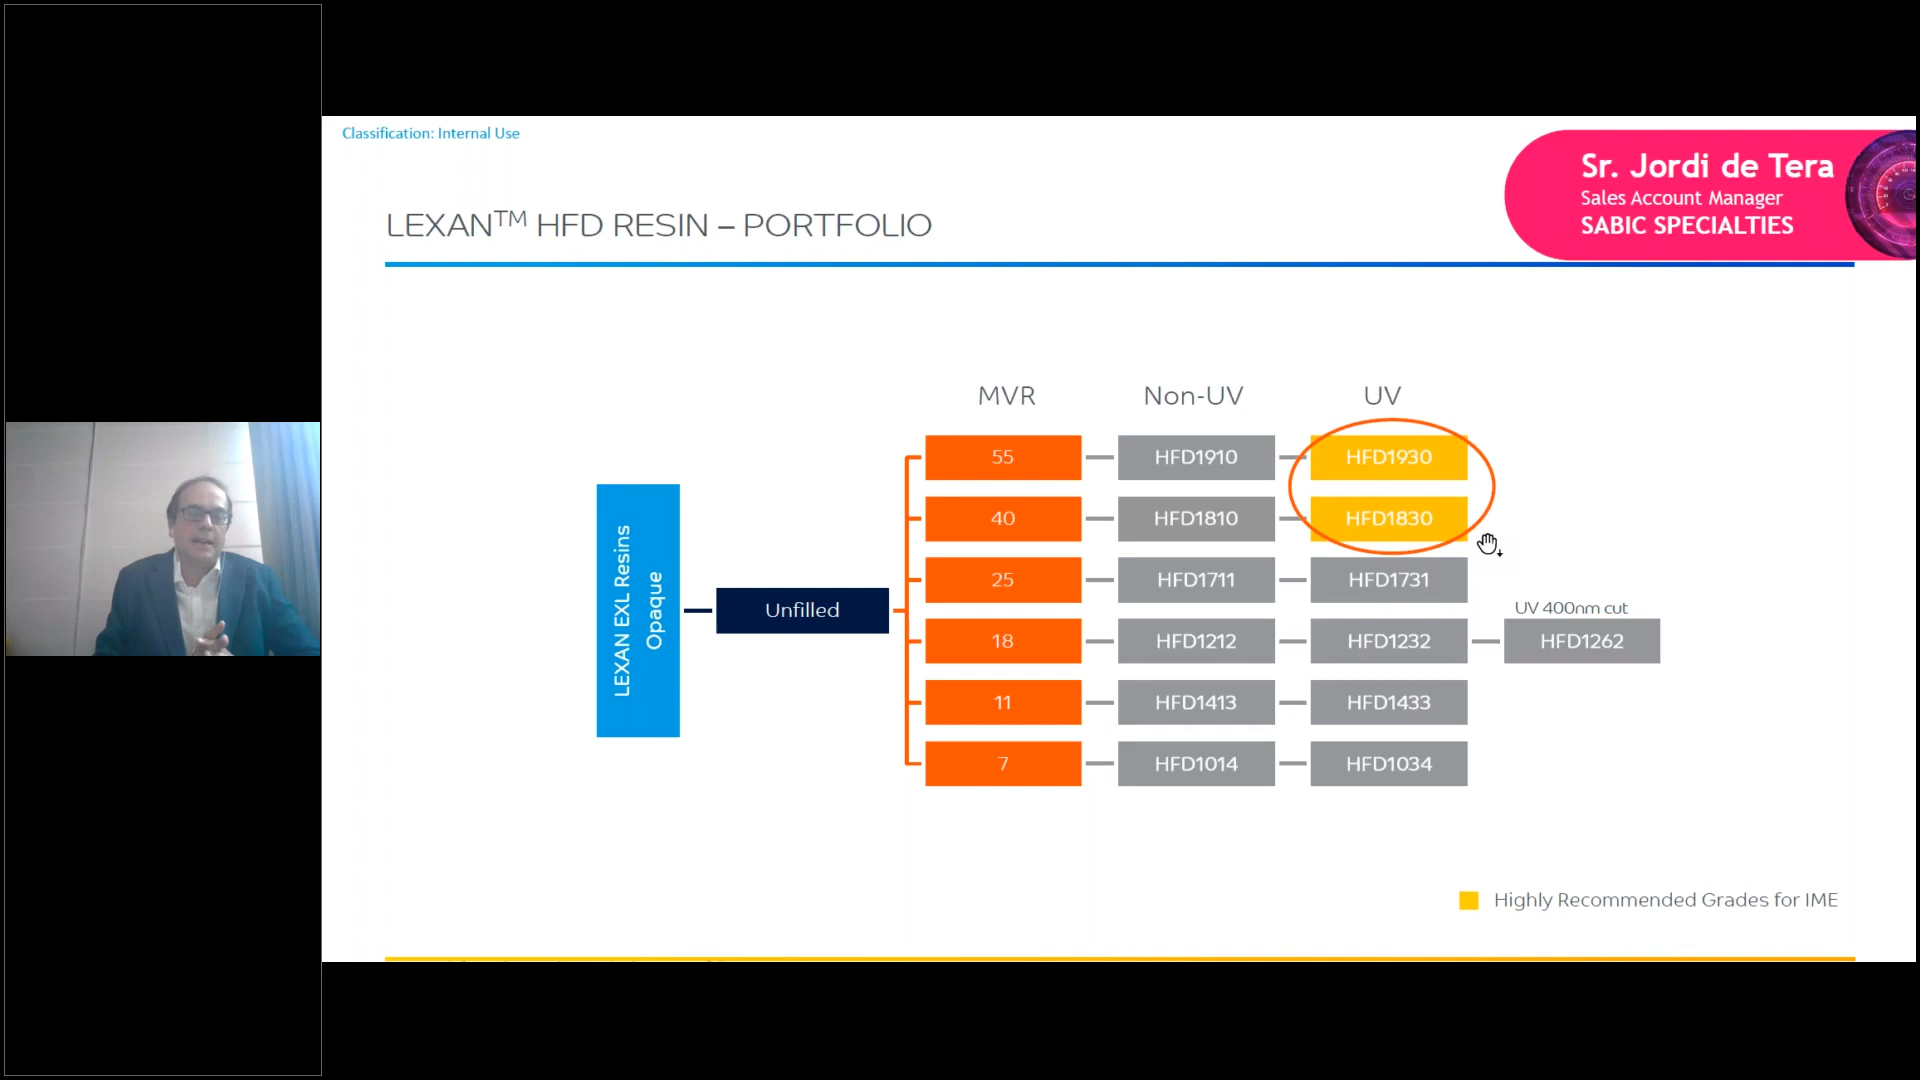 Classification: Internal Use
Sr. Jordi de Tera
Sales Account Manager
SABIC SPECIALTIES
LEXAN™ HFD RESIN – PORTFOLIO
MVR Non-UV UV
55 HFD1910 HFD1930
40 HFD1810 HFD1830
25 HFD1711 HFD1731
LEXAN EXL Resins
Opaque
Unfilled
UV 400nm cut
18 HFD1212 HFD1232 HFD1262
11 HFD1413 HFD1433
7 HFD1014 HFD1034
Highly Recommended Grades for IME